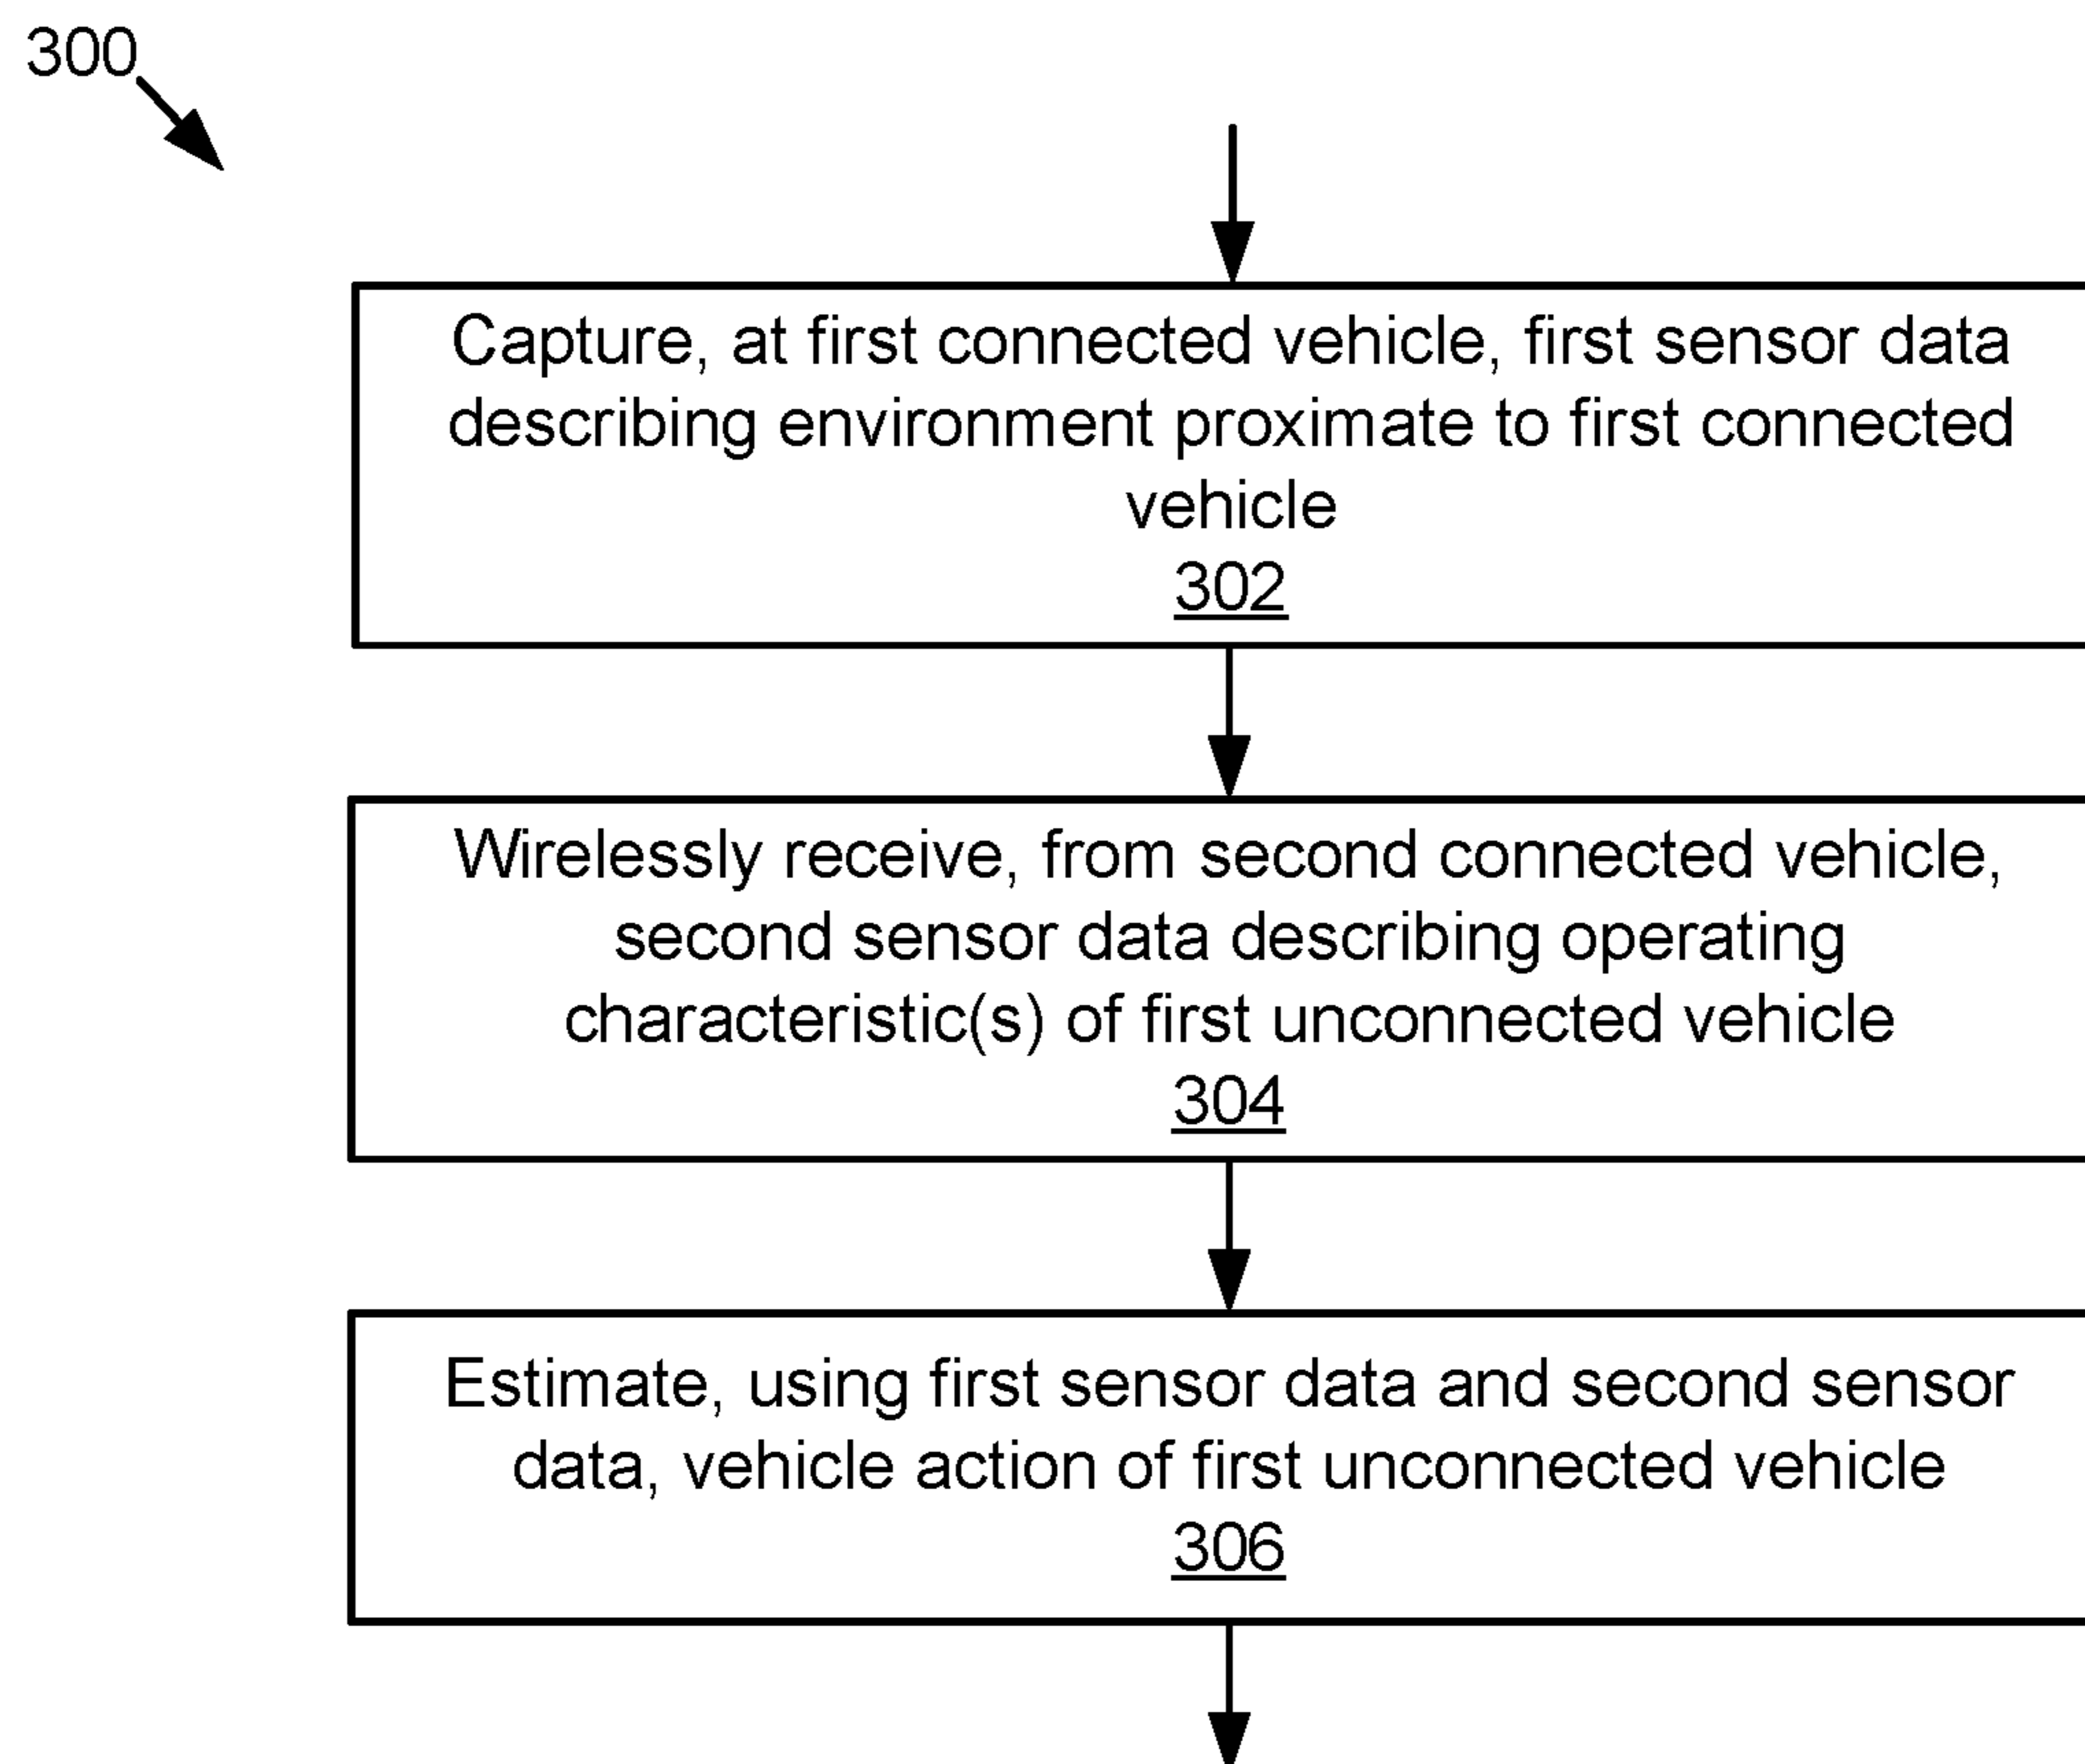 300
Capture, at first connected vehicle, first sensor data
describing environment proximate to first connected
vehicle
302
Wirelessly receive, from second connected vehicle,
second sensor data describing operating
characteristic(s) of first unconnected vehicle
304
Estimate, using first sensor data and second sensor
data, vehicle action of first unconnected vehicle
306